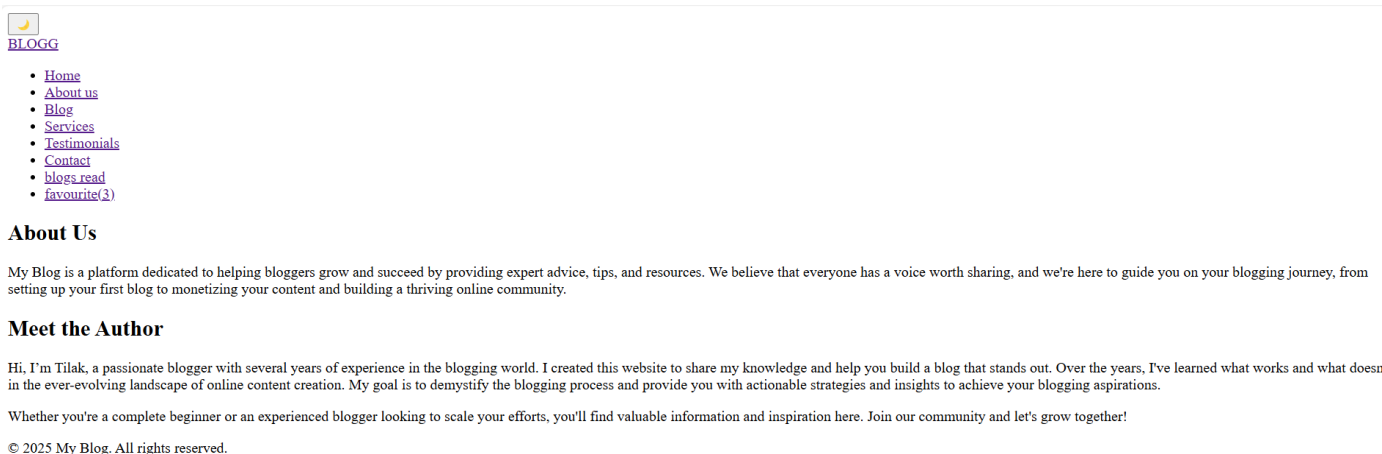 BLOGG
Home
About us
Blog
Services
Testimonials
Contact
blogs read
favourite(3)
About Us
My Blog is a platform dedicated to helping bloggers grow and succeed by providing expert advice, tips, and resources. We believe that everyone has a voice worth sharing, and we're here to guide you on your blogging journey, from
setting up your first blog to monetizing your content and building a thriving online community.
Meet the Author
Hi, I’m Tilak, a passionate blogger with several years of experience in the blogging world. I created this website to share my knowledge and help you build a blog that stands out. Over the years, I've learned what works and what doesn
in the ever-evolving landscape of online content creation. My goal is to demystify the blogging process and provide you with actionable strategies and insights to achieve your blogging aspirations.
Whether you're a complete beginner or an experienced blogger looking to scale your efforts, you'll find valuable information and inspiration here. Join our community and let's grow together!
© 2025 My Blog. All rights reserved.